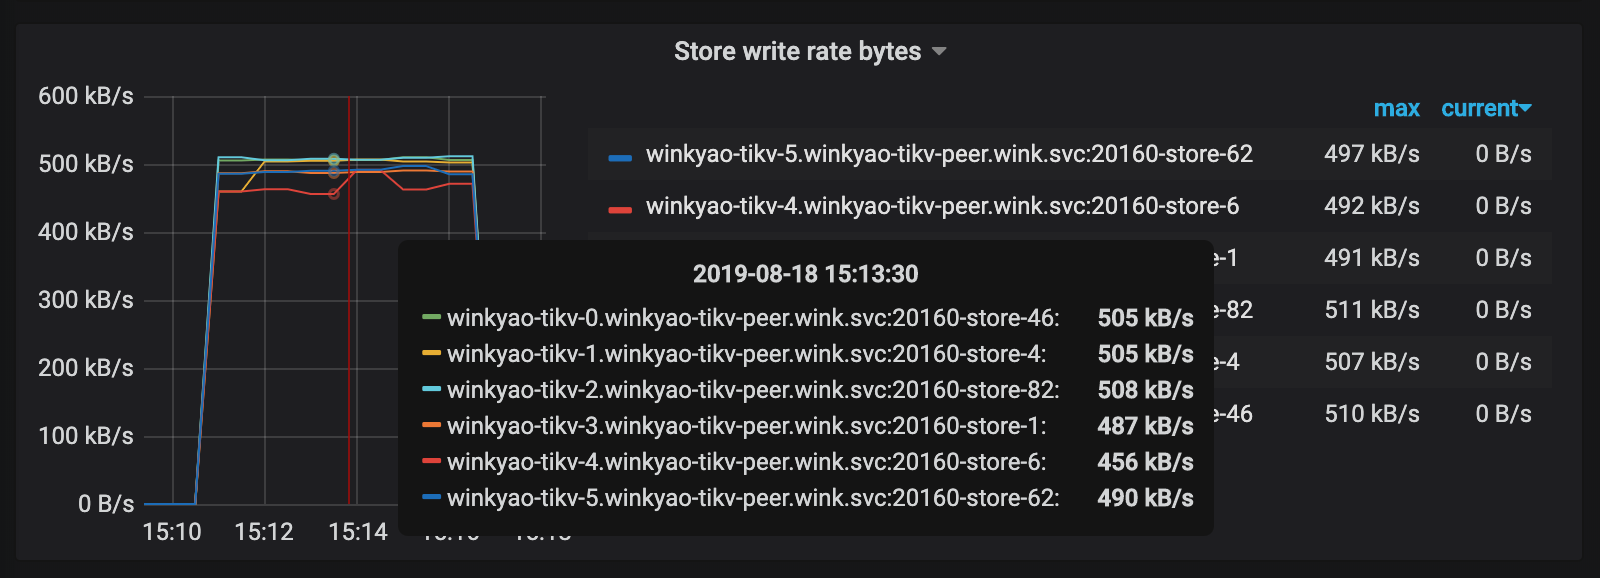 Store write rate bytes
600 kB/s
500 kB/s
400 kB/s
300 kB/s
200 kB/s
100 kB/s
0 B/s
15:10 15:12 15:14
max current
winkyao-tikv-5.winkyao-tikv-peer.wink.svc:20160-store-62 497 kB/s 0 B/s
winkyao-tikv-4.winkyao-tikv-peer.wink.svc:20160-store-6 492 kB/s 0 B/s
e-1 491 kB/s 0 B/s
e-82 511 kB/s 0 B/s
e-4 507 kB/s 0 B/s
e-46 510 kB/s 0 B/s
2019-08-18 15:13:30
winkyao-tikv-0.winkyao-tikv-peer.wink.svc:20160-store-46: 505 kB/s
winkyao-tikv-1.winkyao-tikv-peer.wink.svc:20160-store-4: 505 kB/s
winkyao-tikv-2.winkyao-tikv-peer.wink.svc:20160-store-82: 508 kB/s
winkyao-tikv-3.winkyao-tikv-peer.wink.svc:20160-store-1: 487 kB/s
winkyao-tikv-4.winkyao-tikv-peer.wink.svc:20160-store-6: 456 kB/s
winkyao-tikv-5.winkyao-tikv-peer.wink.svc:20160-store-62: 490 kB/s